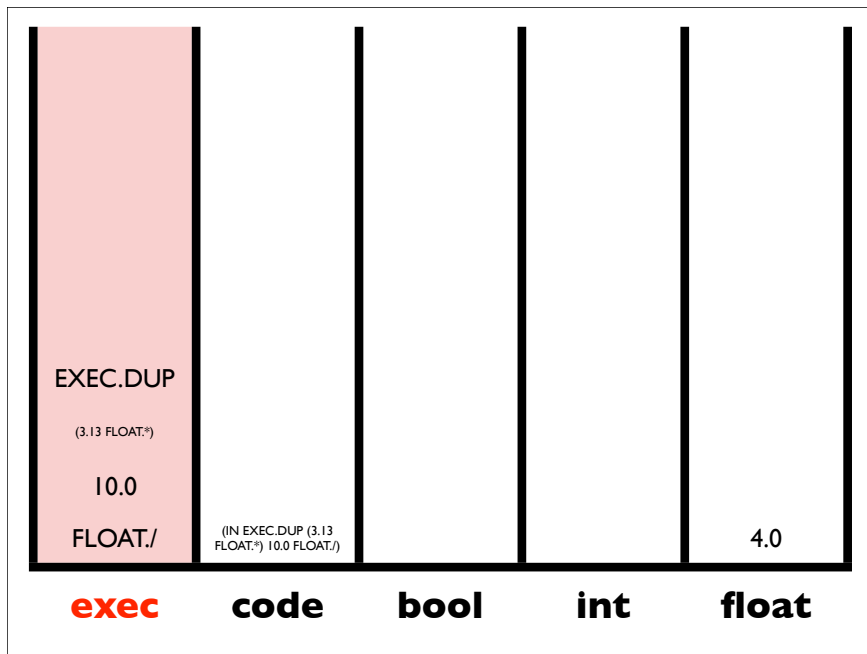 EXEC.DUP
(3.13 FLOAT.*)
10.0
FLOAT./
(IN EXEC.DUP (3.13
FLOAT.*) 10.0 FLOAT./)
4.0
exec code bool int float